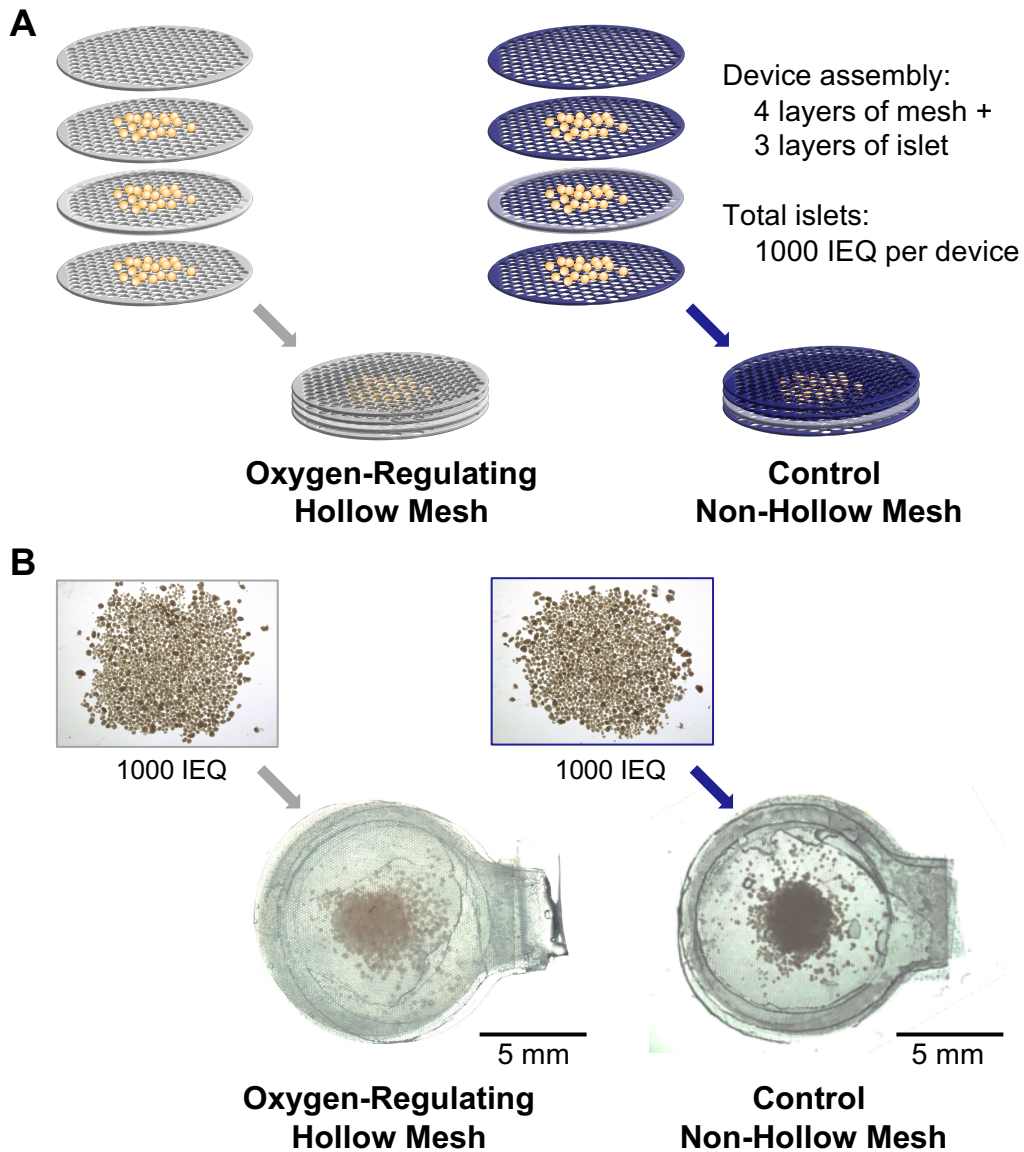 A
Device assembly:
4 layers of mesh +
3 layers of islet
Total islets:
1000 IEQ per device
Oxygen-Regulating
Hollow Mesh
Control
Non-Hollow Mesh
B
1000 IEQ
1000 IEQ
5 mm
5 mm
Oxygen-Regulating
Hollow Mesh
Control
Non-Hollow Mesh